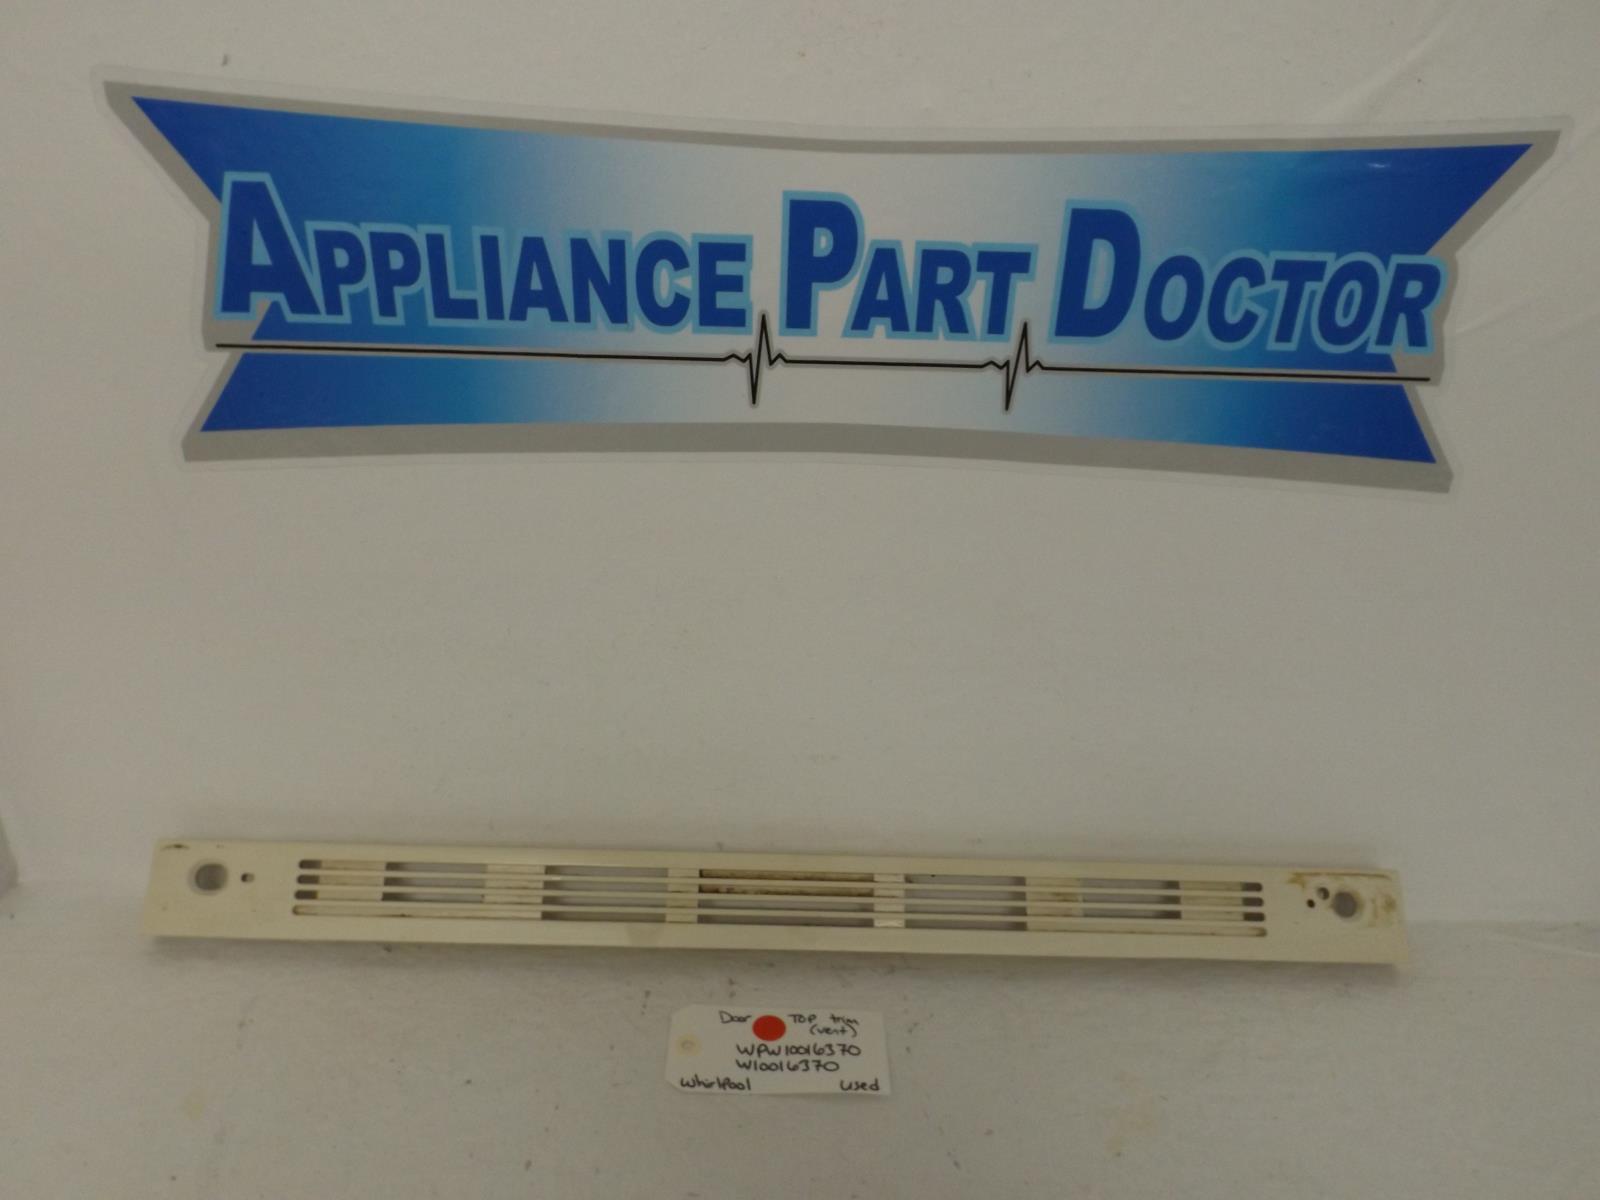 APPLIANCE PART DOCTOR
Door TOP trim
(vent)
WPW10016370
W10016370
Whirlpool used